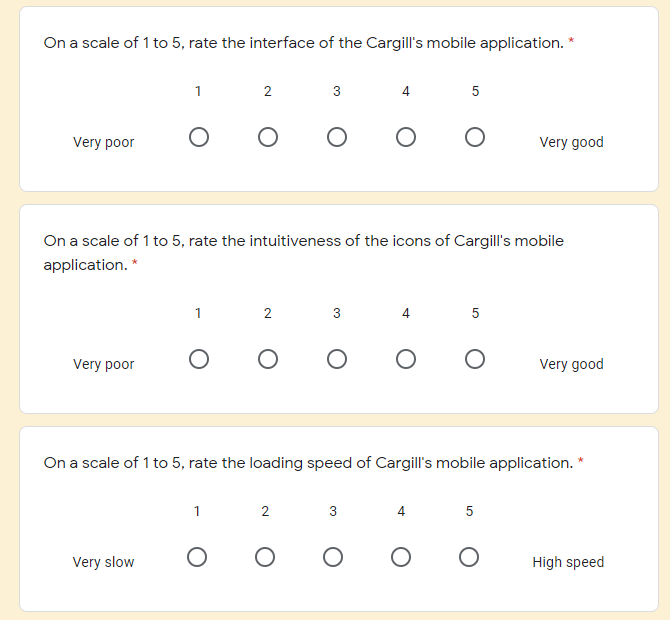 On a scale of 1 to 5, rate the interface of the Cargill's mobile application. *
1 2 3 4 5
Very poor Very good
On a scale of 1 to 5, rate the intuitiveness of the icons of Cargill's mobile
application. *
1 2 3 4 5
Very poor Very good
On a scale of 1 to 5, rate the loading speed of Cargill's mobile application. *
1 2 3 4 5
Very slow High speed